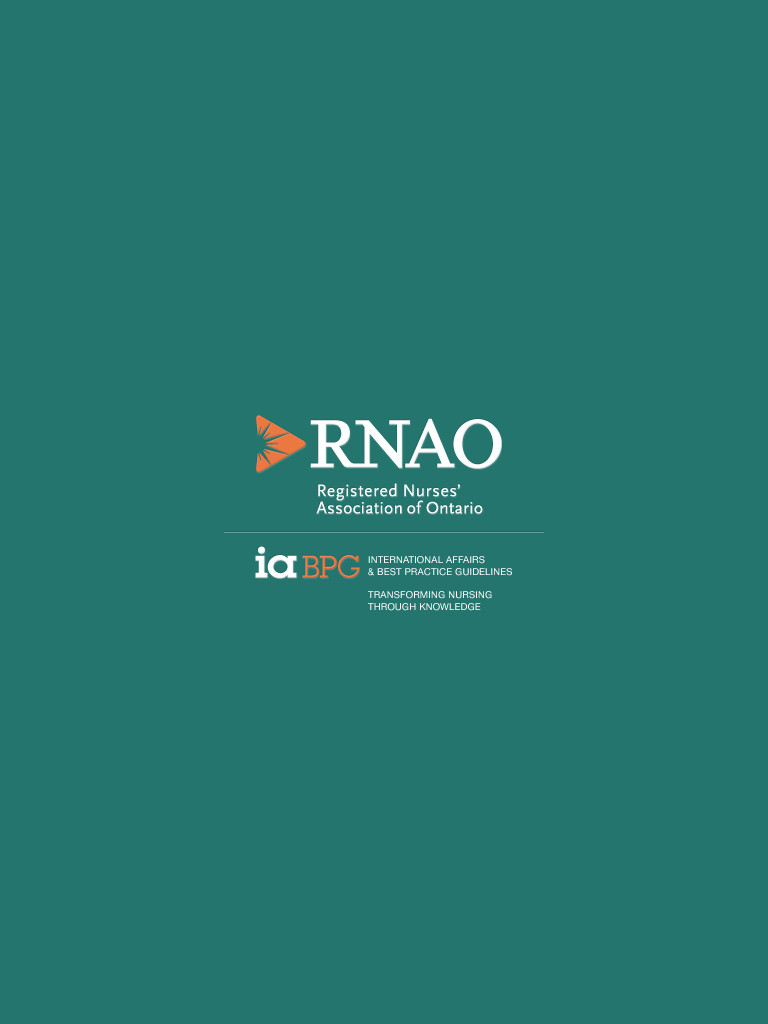 RNAO
Registered Nurses’
Association of Ontario
ia BPG
INTERNATIONAL AFFAIRS
& BEST PRACTICE GUIDELINES
TRANSFORMING NURSING
THROUGH KNOWLEDGE